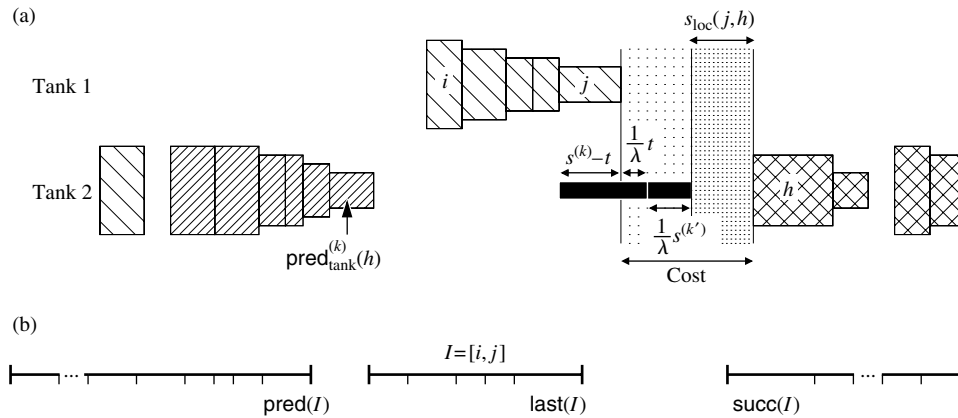 (a)
s_loc(j,h)
Tank 1
i
j
s^(k)−t
1/λ t
Tank 2
h
1/λ s^(k′)
pred_tank^(k)(h)
Cost
(b)
...
I=[i,j]
...
pred(I)
last(I)
succ(I)